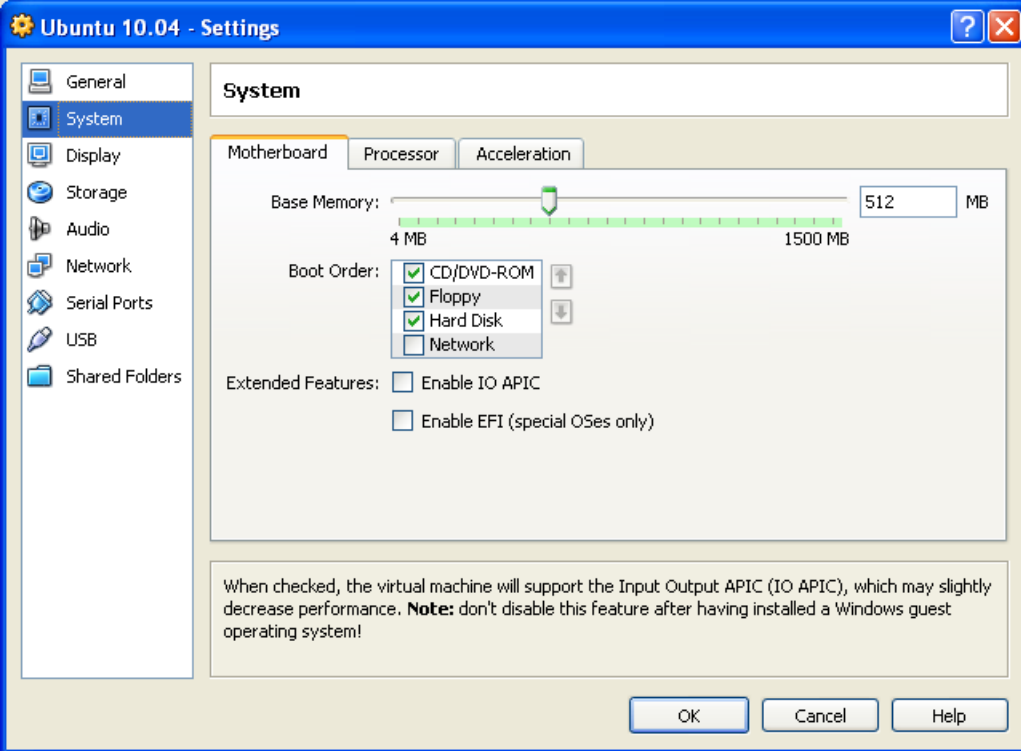 Ubuntu 10.04 - Settings
?
General
System
Display
Storage
Audio
Network
Serial Ports
USB
Shared Folders
System
Motherboard Processor Acceleration
Base Memory: 512 MB
4 MB 1500 MB
Boot Order: CD/DVD-ROM
Floppy
Hard Disk
Network
Extended Features: Enable IO APIC
Enable EFI (special OSes only)
When checked, the virtual machine will support the Input Output APIC (IO APIC), which may slightly
decrease performance. Note: don't disable this feature after having installed a Windows guest
operating system!
OK Cancel Help